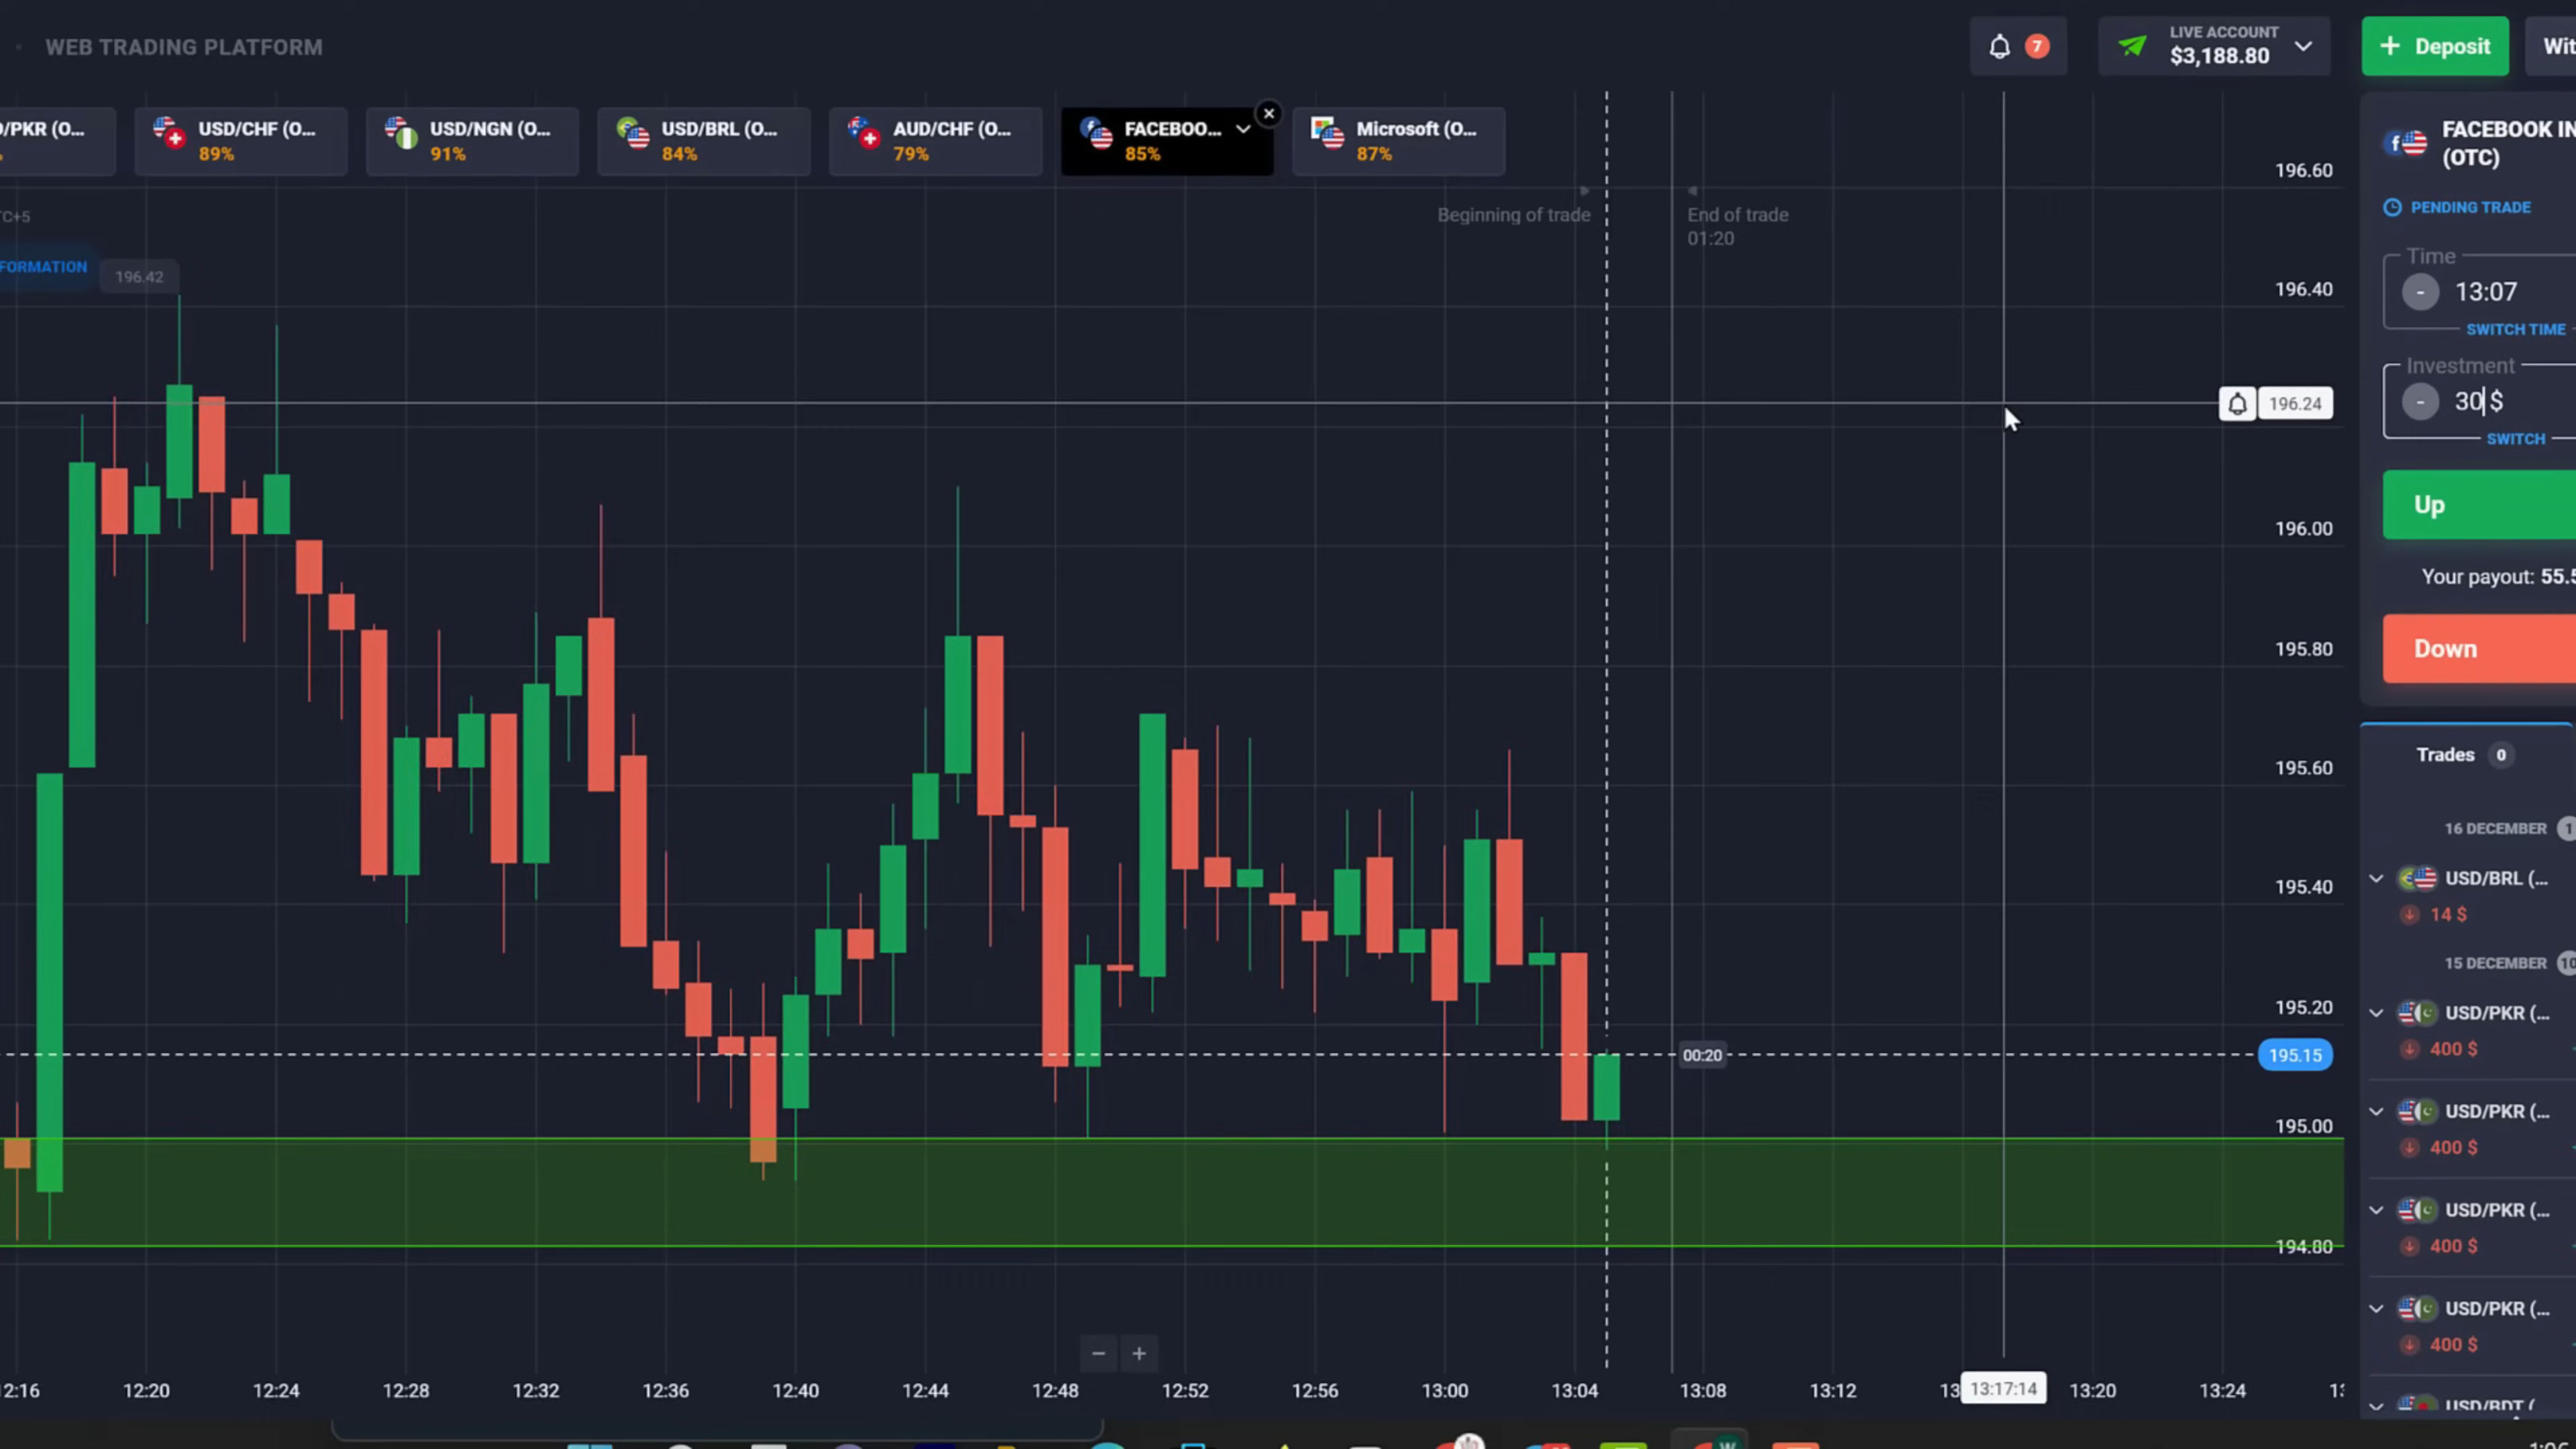 WEB TRADING PLATFORM
7
LIVE ACCOUNT
$3,188.80
+ Deposit
/PKR (O...
USD/CHF (O...
89%
USD/NGN (O...
91%
USD/BRL (O...
84%
AUD/CHF (O...
79%
FACEBOO...
85%
Microsoft (O...
87%
Beginning of trade
End of trade
01:20
196.42
196.60
196.40
196.24
196.00
195.80
195.60
195.40
195.20
195.15
195.00
194.80
00:20
12:20
12:24
12:28
12:32
12:36
12:40
12:44
12:48
12:52
12:56
13:00
13:04
13:08
13:12
13:17:14
13:20
13:24
FACEBOOK IN
(OTC)
PENDING TRADE
Time
- 13:07
SWITCH TIME
Investment
- 30 $
SWITCH
Up
Your payout: 55.5
Down
Trades 0
16 DECEMBER 1
USD/BRL (...
14 $
15 DECEMBER 10
USD/PKR (...
400 $
USD/PKR (...
400 $
USD/PKR (...
400 $
USD/PKR (...
400 $
USD/BDT (